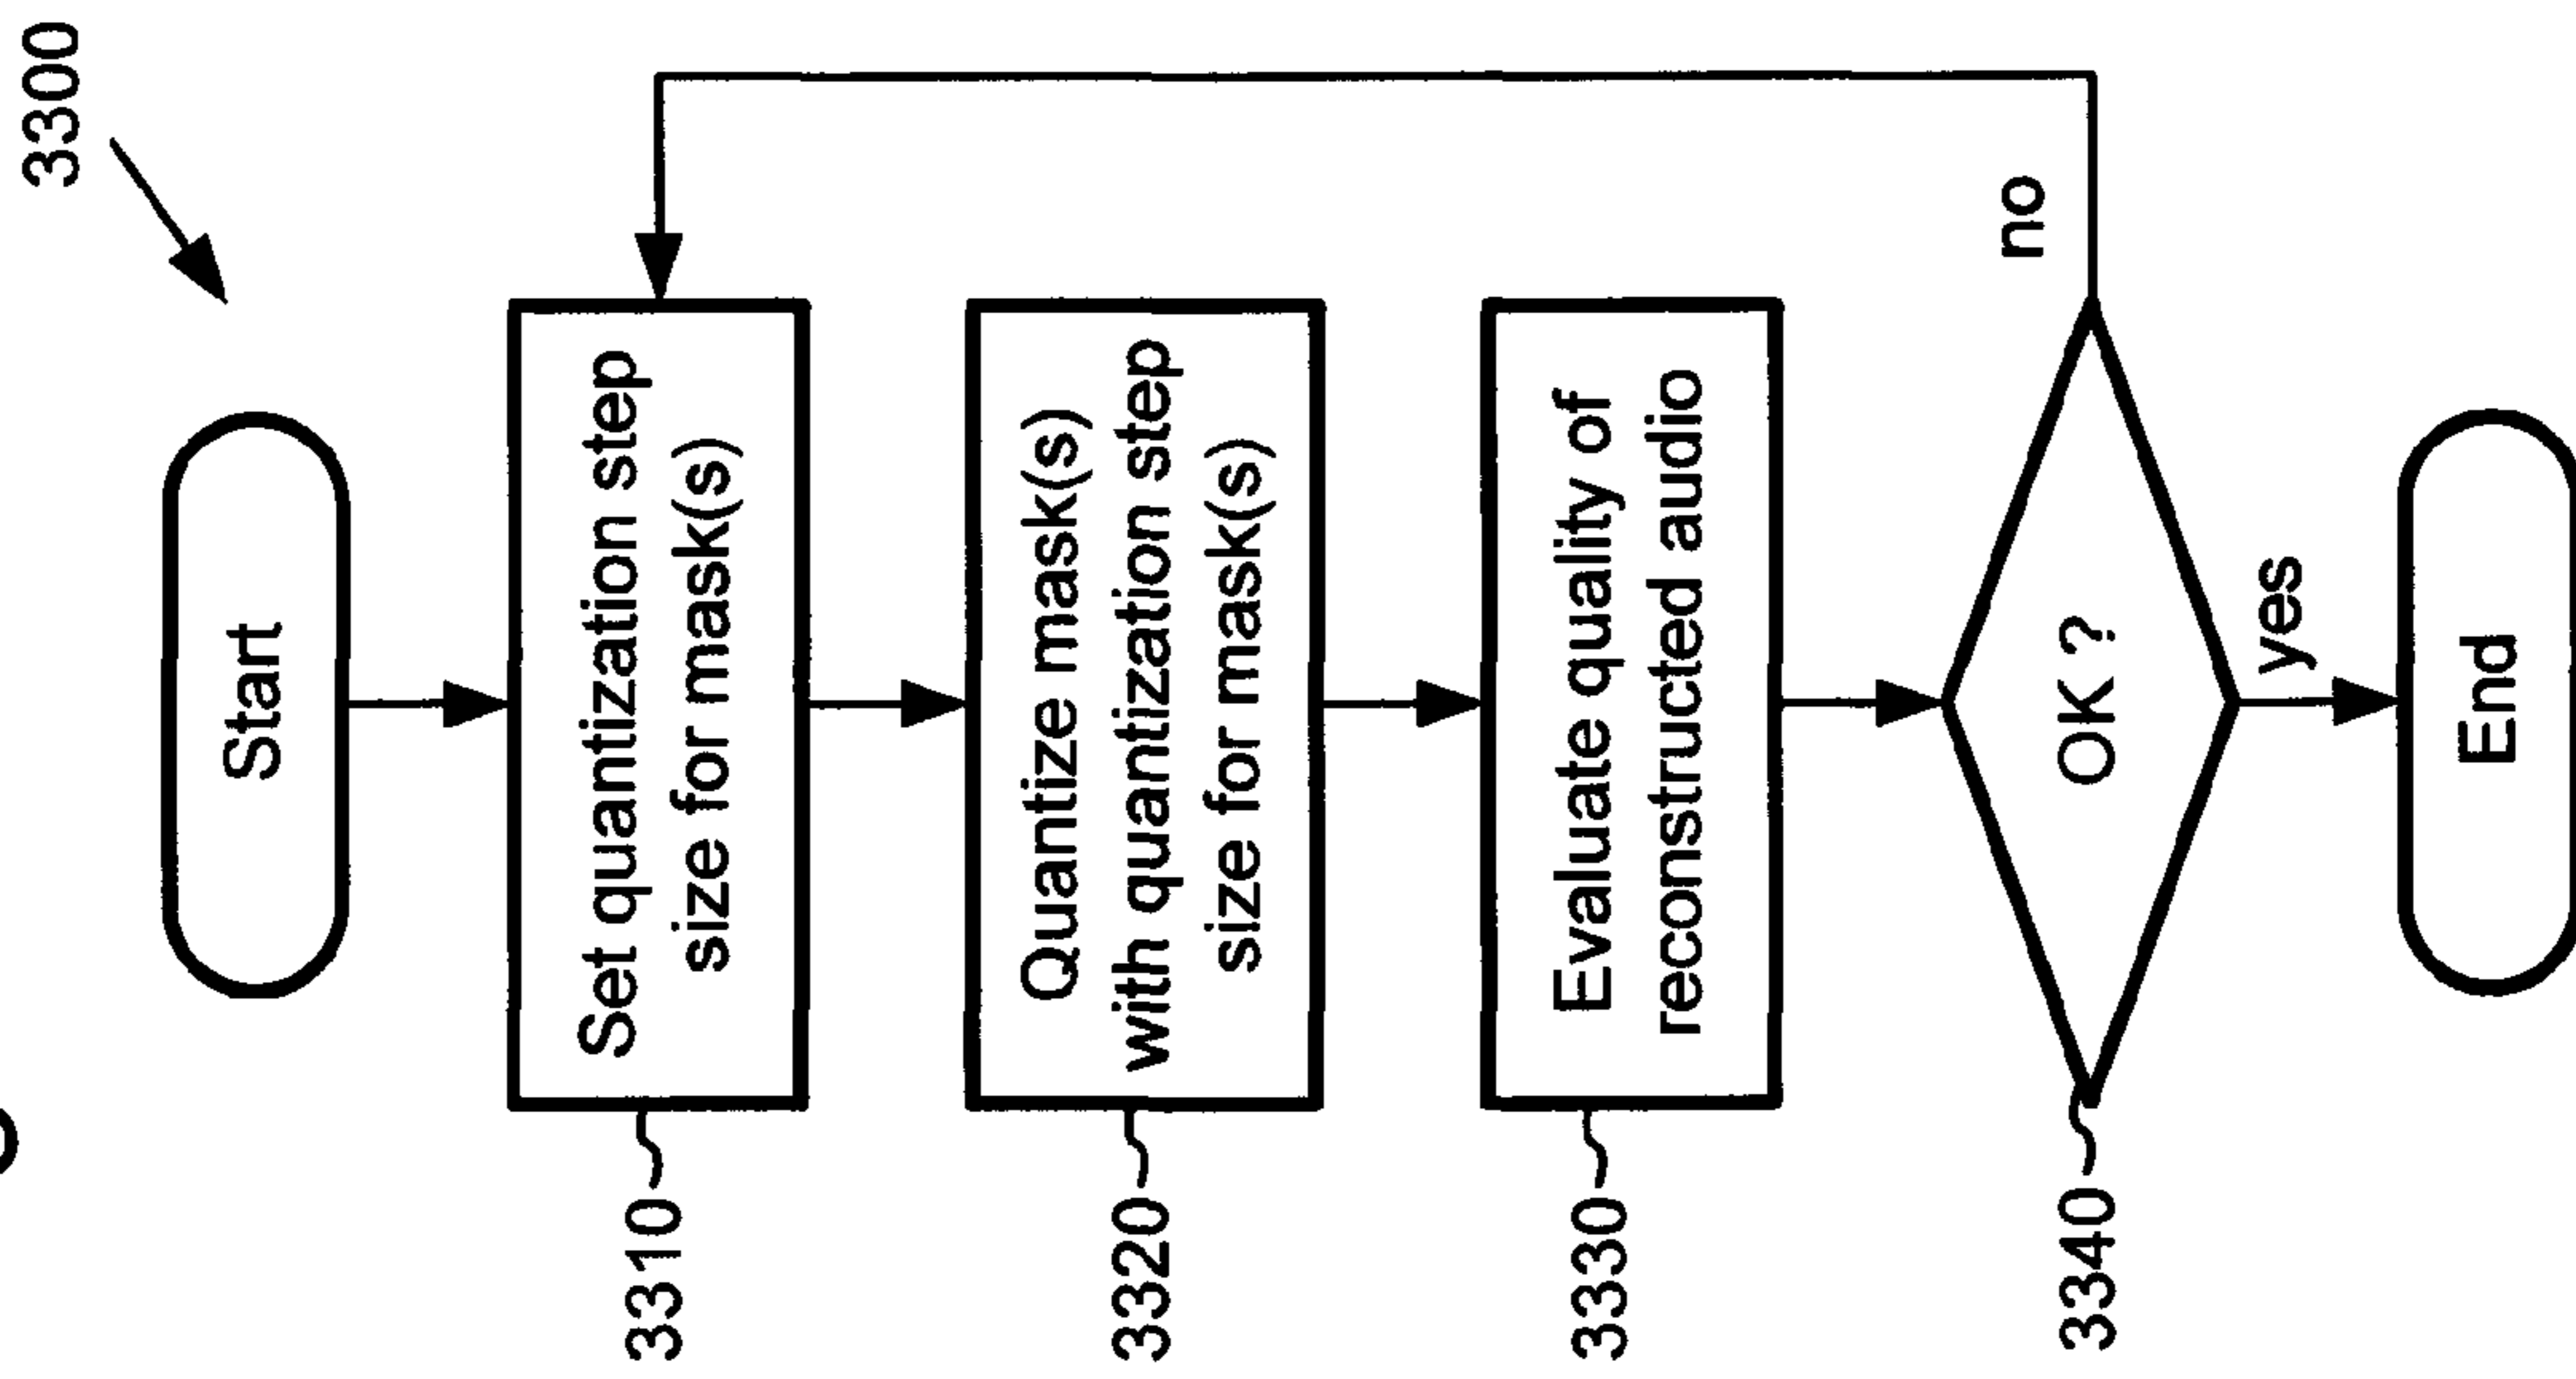 3300
Start
3310
Set quantization step
size for mask(s)
3320
Quantize mask(s)
with quantization step
size for mask(s)
3330
Evaluate quality of
reconstructed audio
3340
OK ?
no
yes
End